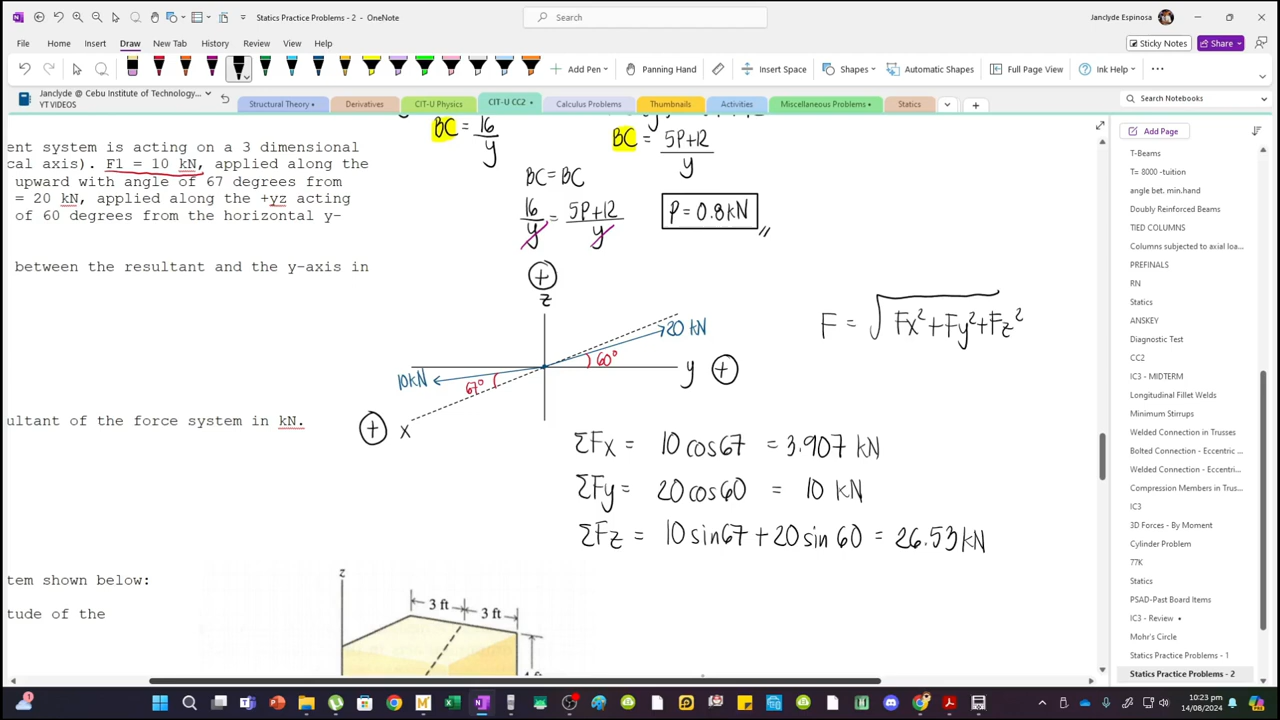 Statics Practice Problems - 2 - OneNote
Search
Janclyde Espinosa
File Home Insert Draw New Tab History Review View Help
Sticky Notes Share
Add Pen Panning Hand Insert Space Shapes Automatic Shapes Full Page View Ink Help
Janclyde @ Cebu Institute of Technology...
YT VIDEOS
Structural Theory Derivatives CIT-U Physics CIT-U CC2 Calculus Problems Thumbnails Activities Miscellaneous Problems Statics
Search Notebooks
Add Page
T-Beams
T= 8000 -tuition
angle bet. min.hand
Doubly Reinforced Beams
TIED COLUMNS
Columns subjected to axial loa...
PREFINALS
RN
Statics
ANSKEY
Diagnostic Test
CC2
IC3 - MIDTERM
Longitudinal Fillet Welds
Minimum Stirrups
Welded Connection in Trusses
Bolted Connection - Eccentric ...
Welded Connection - Eccentri...
Compression Members in Trus...
IC3
3D Forces - By Moment
Cylinder Problem
77K
Statics
PSAD-Past Board Items
IC3 - Review
Mohr's Circle
Statics Practice Problems - 1
Statics Practice Problems - 2
ent system is acting on a 3 dimensional
cal axis). F1 = 10 kN, applied along the
upward with angle of 67 degrees from
= 20 kN, applied along the +yz acting
of 60 degrees from the horizontal y-
between the resultant and the y-axis in
ultant of the force system in kN.
tem shown below:
tude of the
BC = 16/y
BC = 5P+12/y
BC = BC
16/y = 5P+12/y
P = 0.8kN
+
z
20 kN
60°
y +
10kN
67°
+ x
F = √Fx²+Fy²+Fz²
ΣFx = 10 cos67 = 3.907 kN
ΣFy = 20cos60 = 10 kN
ΣFz = 10 sin67 + 20 sin 60 = 26.53kN
z
3 ft 3 ft
10:23 pm
14/08/2024